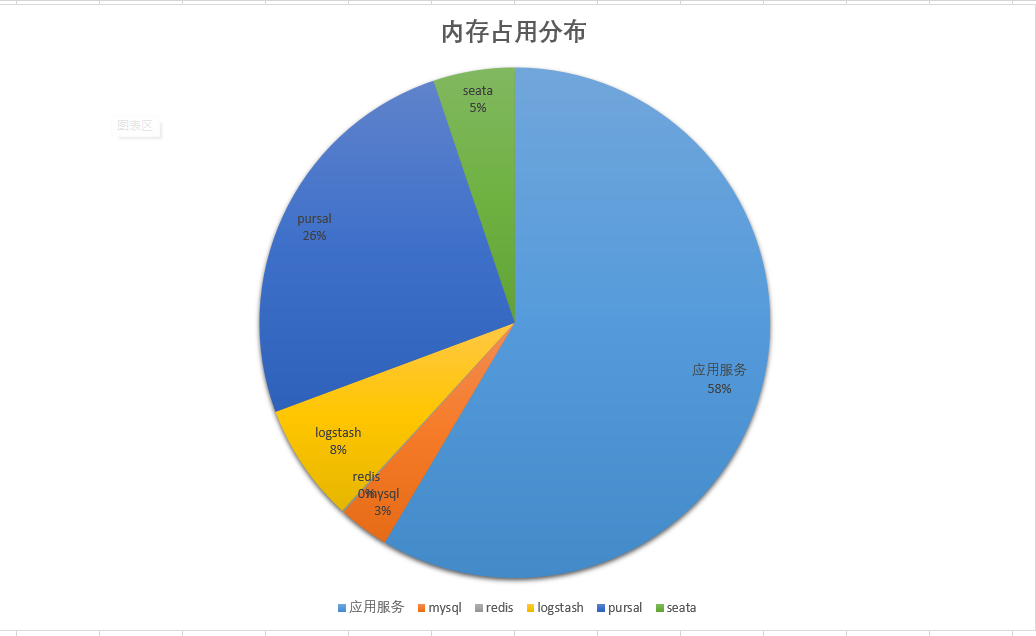 内存占用分布
图表区
seata
5%
pursal
26%
应用服务
58%
logstash
8%
redis
0%
mysql
3%
应用服务 mysql redis logstash pursal seata